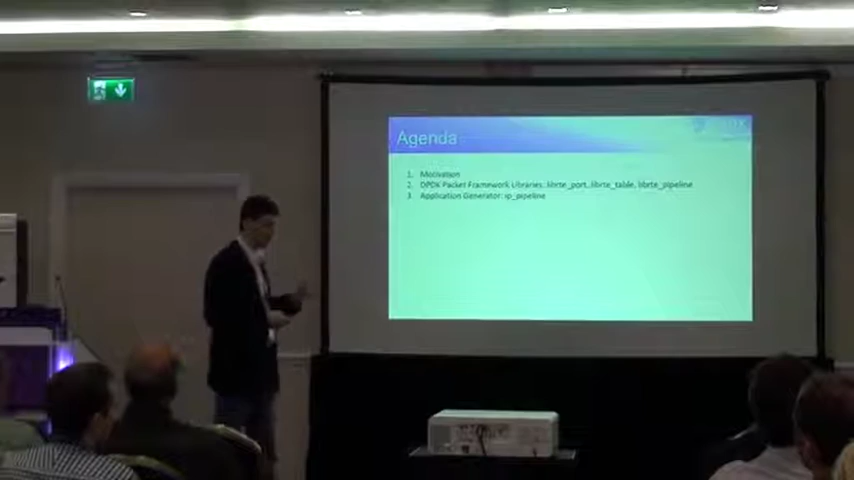 Agenda
1. Motivation
2. DPDK Packet Framework Libraries: librte_port, librte_table, librte_pipeline
3 Application Generator: ip_pipeline